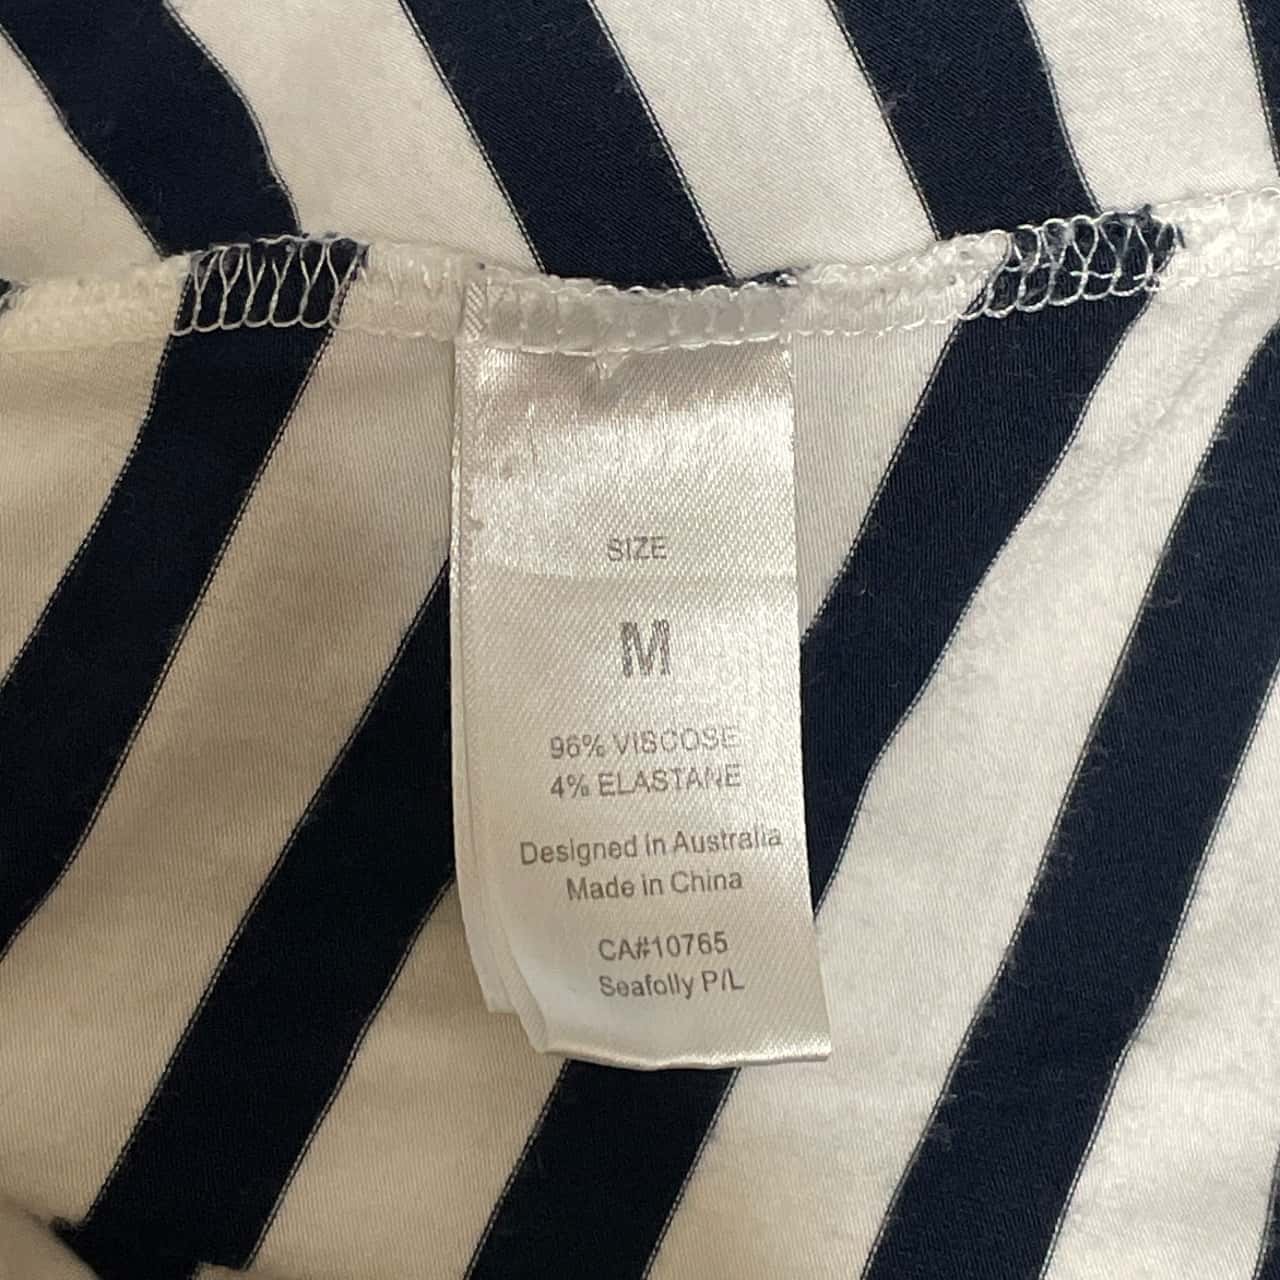 SIZE
M
96% VISCOSE
4% ELASTANE
Designed in Australia
Made in China
CA#10765
Seafolly P/L